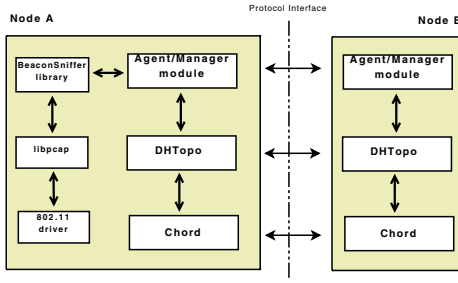 Protocol Interface
Node A
Node B
BeaconSniffer
library
Agent/Manager
module
Agent/Manager
module
libpcap
DHTopo
DHTopo
802.11
driver
Chord
Chord